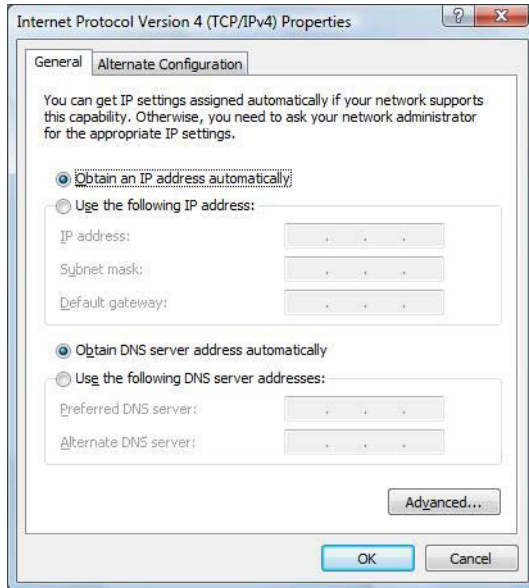 Internet Protocol Version 4 (TCP/IPv4) Properties
?
X
General
Alternate Configuration
You can get IP settings assigned automatically if your network supports
this capability. Otherwise, you need to ask your network administrator
for the appropriate IP settings.
Obtain an IP address automatically
Use the following IP address:
IP address:
Subnet mask:
Default gateway:
Obtain DNS server address automatically
Use the following DNS server addresses:
Preferred DNS server:
Alternate DNS server:
Advanced...
OK
Cancel